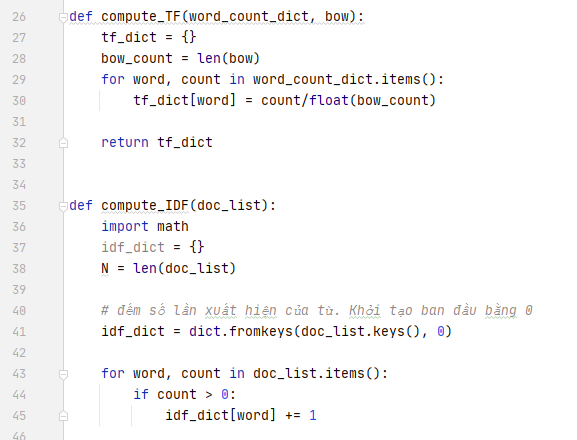 26 def compute_TF(word_count_dict, bow):
27     tf_dict = {}
28     bow_count = len(bow)
29     for word, count in word_count_dict.items():
30         tf_dict[word] = count/float(bow_count)
31
32     return tf_dict
33
34
35 def compute_IDF(doc_list):
36     import math
37     idf_dict = {}
38     N = len(doc_list)
39
40     # đếm số lần xuất hiện của từ. Khởi tạo ban đầu bằng 0
41     idf_dict = dict.fromkeys(doc_list.keys(), 0)
42
43     for word, count in doc_list.items():
44         if count > 0:
45             idf_dict[word] += 1
46